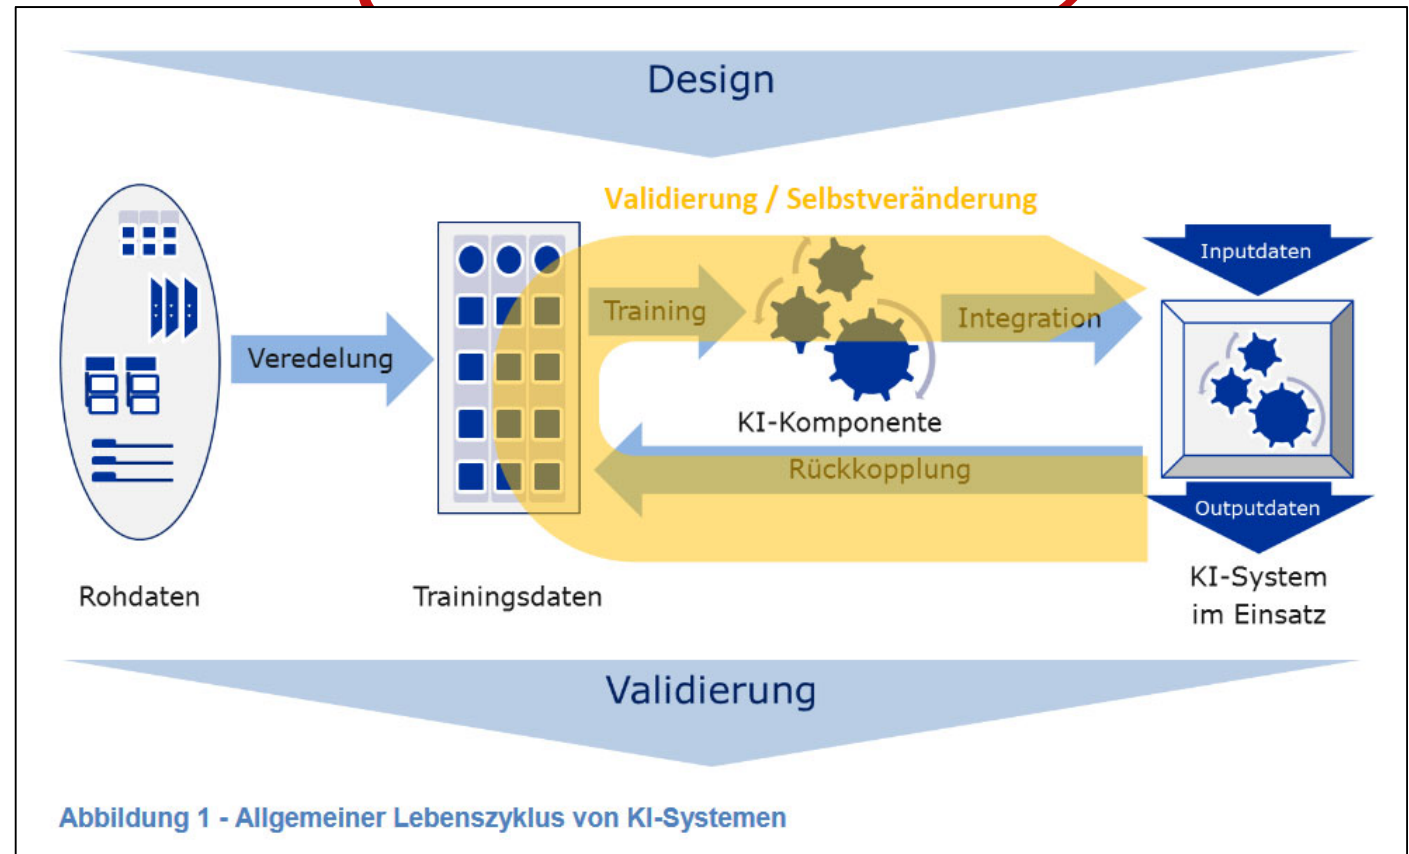 Design
Validierung / Selbstveränderung
Inputdaten
Training
Integration
Veredelung
KI-Komponente
Rückkopplung
Outputdaten
Rohdaten
Trainingsdaten
KI-System
im Einsatz
Validierung
Abbildung 1 - Allgemeiner Lebenszyklus von KI-Systemen